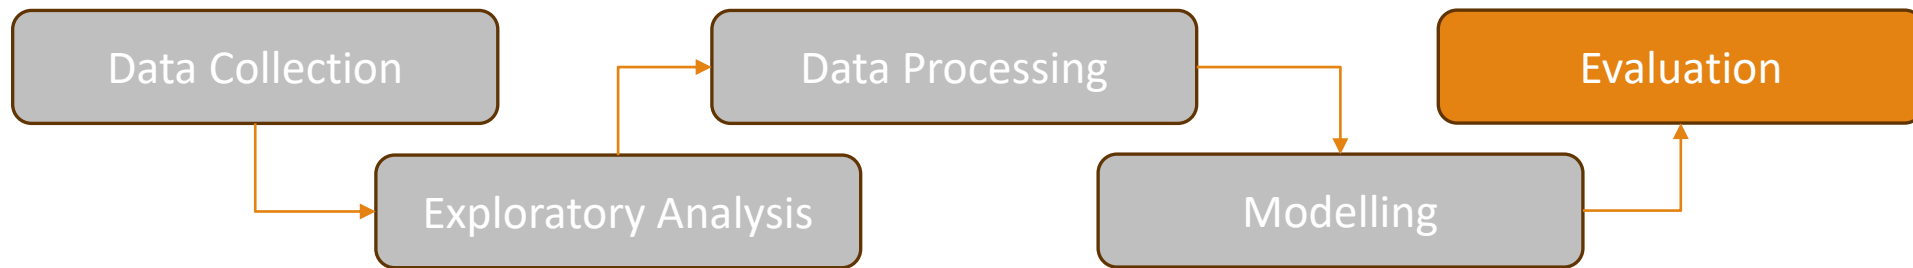 Data Collection
Exploratory Analysis
Data Processing
Modelling
Evaluation